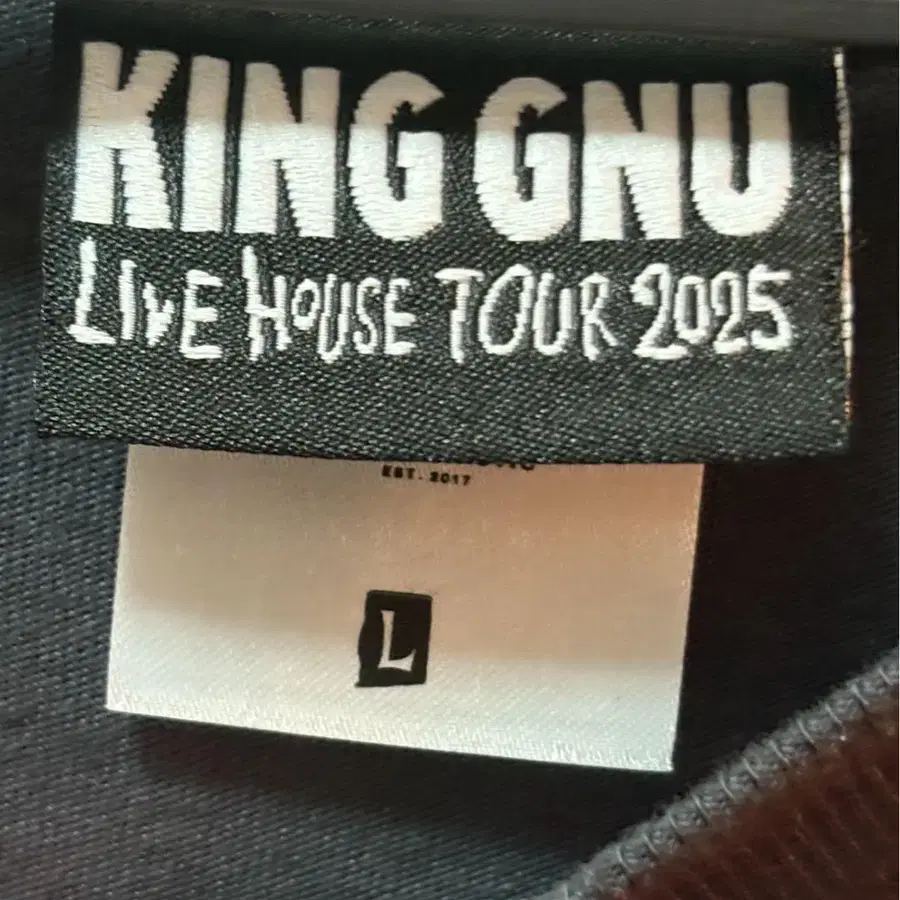 KING GNU
LIVE HOUSE TOUR 2025
EST. 2017
L